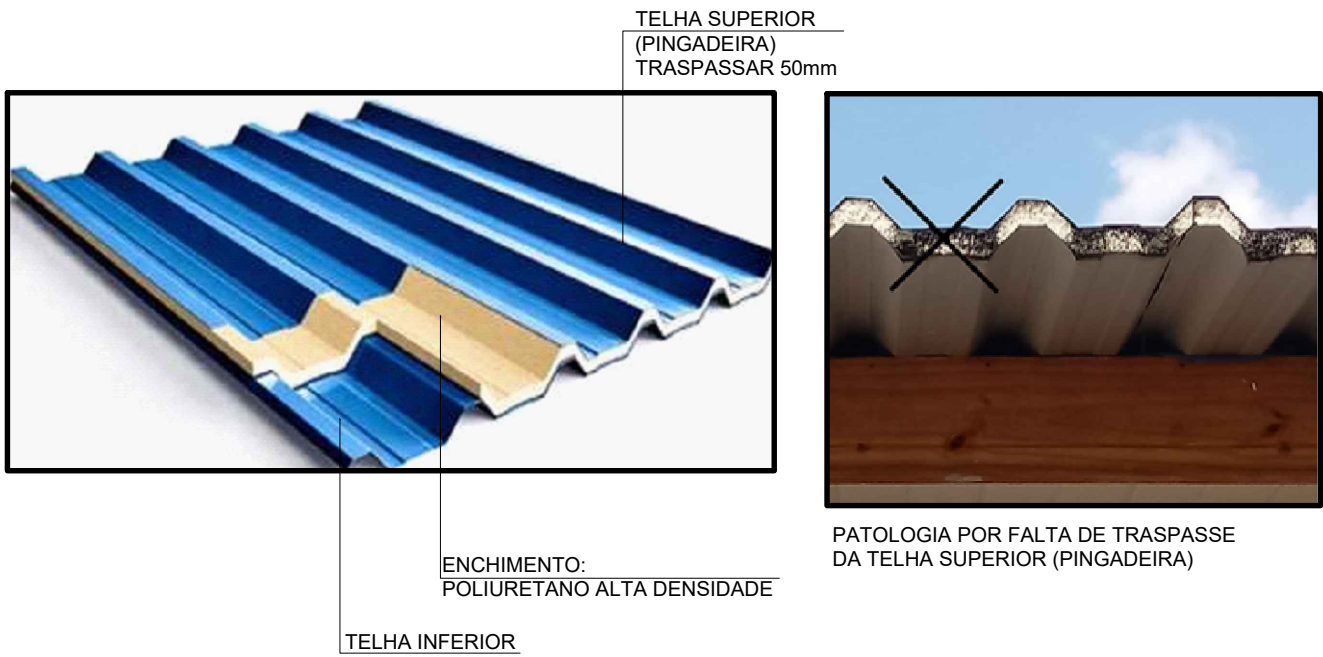 TELHA SUPERIOR
(PINGADEIRA)
TRASPASSAR 50mm
ENCHIMENTO:
POLIURETANO ALTA DENSIDADE
TELHA INFERIOR
PATOLOGIA POR FALTA DE TRASPASSE
DA TELHA SUPERIOR (PINGADEIRA)